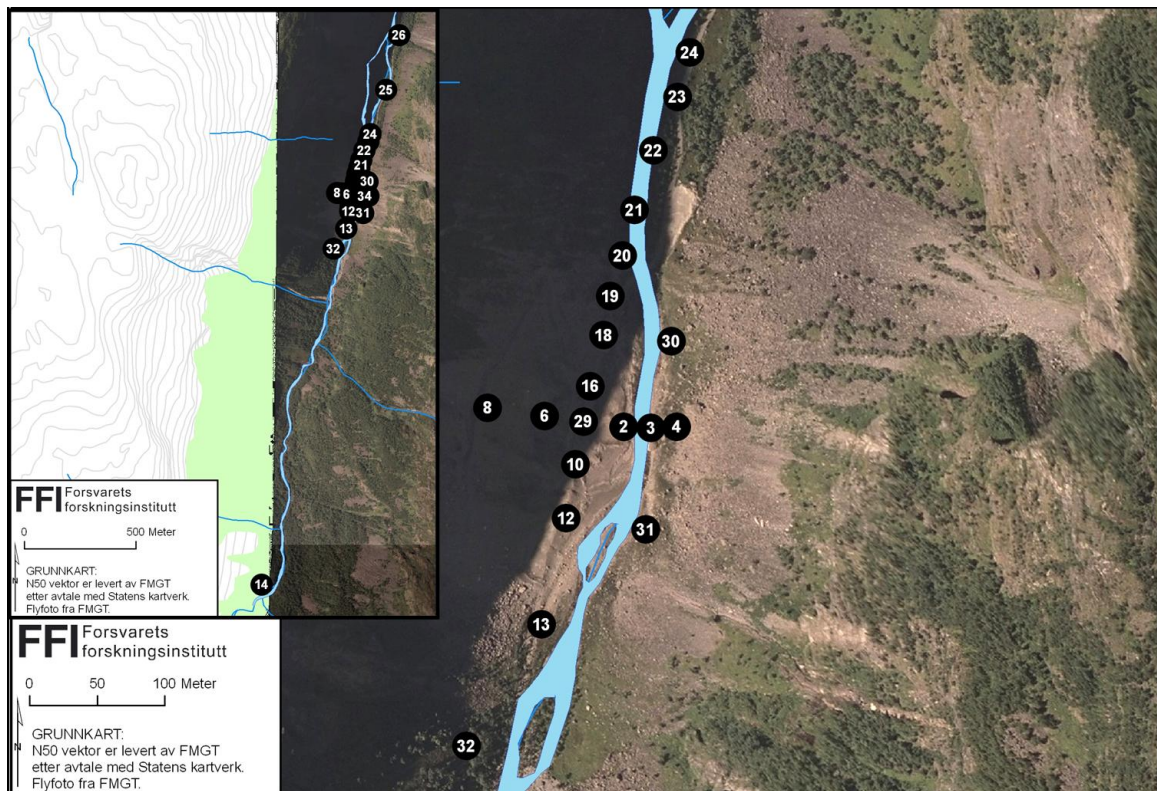 26
25
24
22
21
30
8 6 34
12 31
13
32
14
FFI Forsvarets
forskningsinstitutt
0 500 Meter
N
GRUNNKART:
N50 vektor er levert av FMGT
etter avtale med Statens kartverk.
Flyfoto fra FMGT.
FFI Forsvarets
forskningsinstitutt
0 50 100 Meter
N
GRUNNKART:
N50 vektor er levert av FMGT
etter avtale med Statens kartverk.
Flyfoto fra FMGT.
24
23
22
21
20
19
18
30
16
8
6
29
2
3
4
10
12
31
13
32